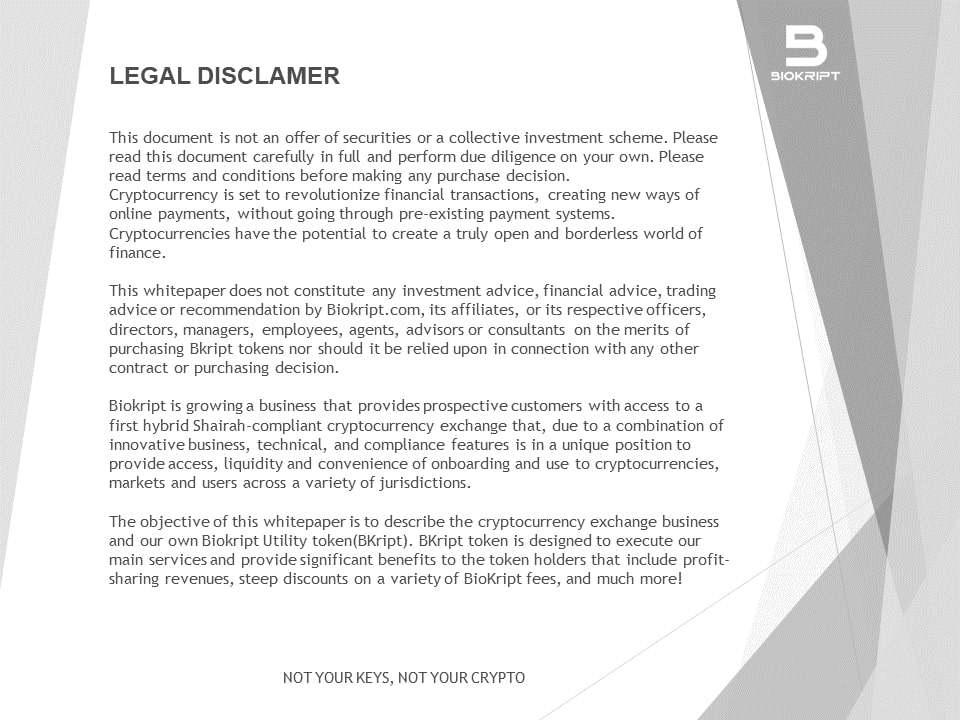 BIOKRIPT
LEGAL DISCLAMER
This document is not an offer of securities or a collective investment scheme. Please
read this document carefully in full and perform due diligence on your own. Please
read terms and conditions before making any purchase decision.
Cryptocurrency is set to revolutionize financial transactions, creating new ways of
online payments, without going through pre-existing payment systems.
Cryptocurrencies have the potential to create a truly open and borderless world of
finance.
This whitepaper does not constitute any investment advice, financial advice, trading
advice or recommendation by Biokript.com, its affiliates, or its respective officers,
directors, managers, employees, agents, advisors or consultants on the merits of
purchasing Bkript tokens nor should it be relied upon in connection with any other
contract or purchasing decision.
Biokript is growing a business that provides prospective customers with access to a
first hybrid Shairah-compliant cryptocurrency exchange that, due to a combination of
innovative business, technical, and compliance features is in a unique position to
provide access, liquidity and convenience of onboarding and use to cryptocurrencies,
markets and users across a variety of jurisdictions.
The objective of this whitepaper is to describe the cryptocurrency exchange business
and our own Biokript Utility token(BKript). BKript token is designed to execute our
main services and provide significant benefits to the token holders that include profit-
sharing revenues, steep discounts on a variety of BioKript fees, and much more!
NOT YOUR KEYS, NOT YOUR CRYPTO